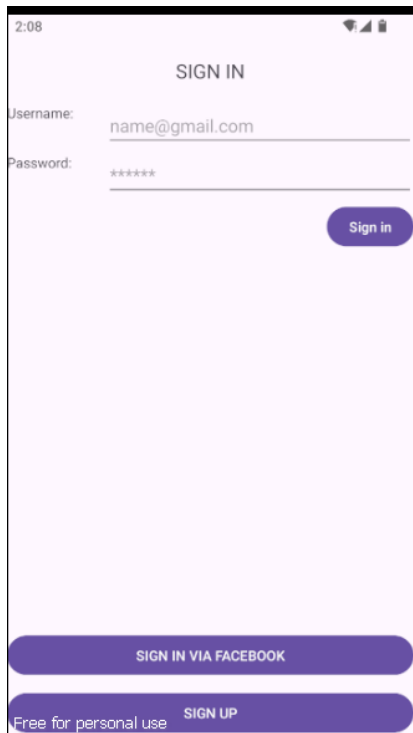 2:08
SIGN IN
Username:
name@gmail.com
Password:
******
Sign in
SIGN IN VIA FACEBOOK
SIGN UP
Free for personal use